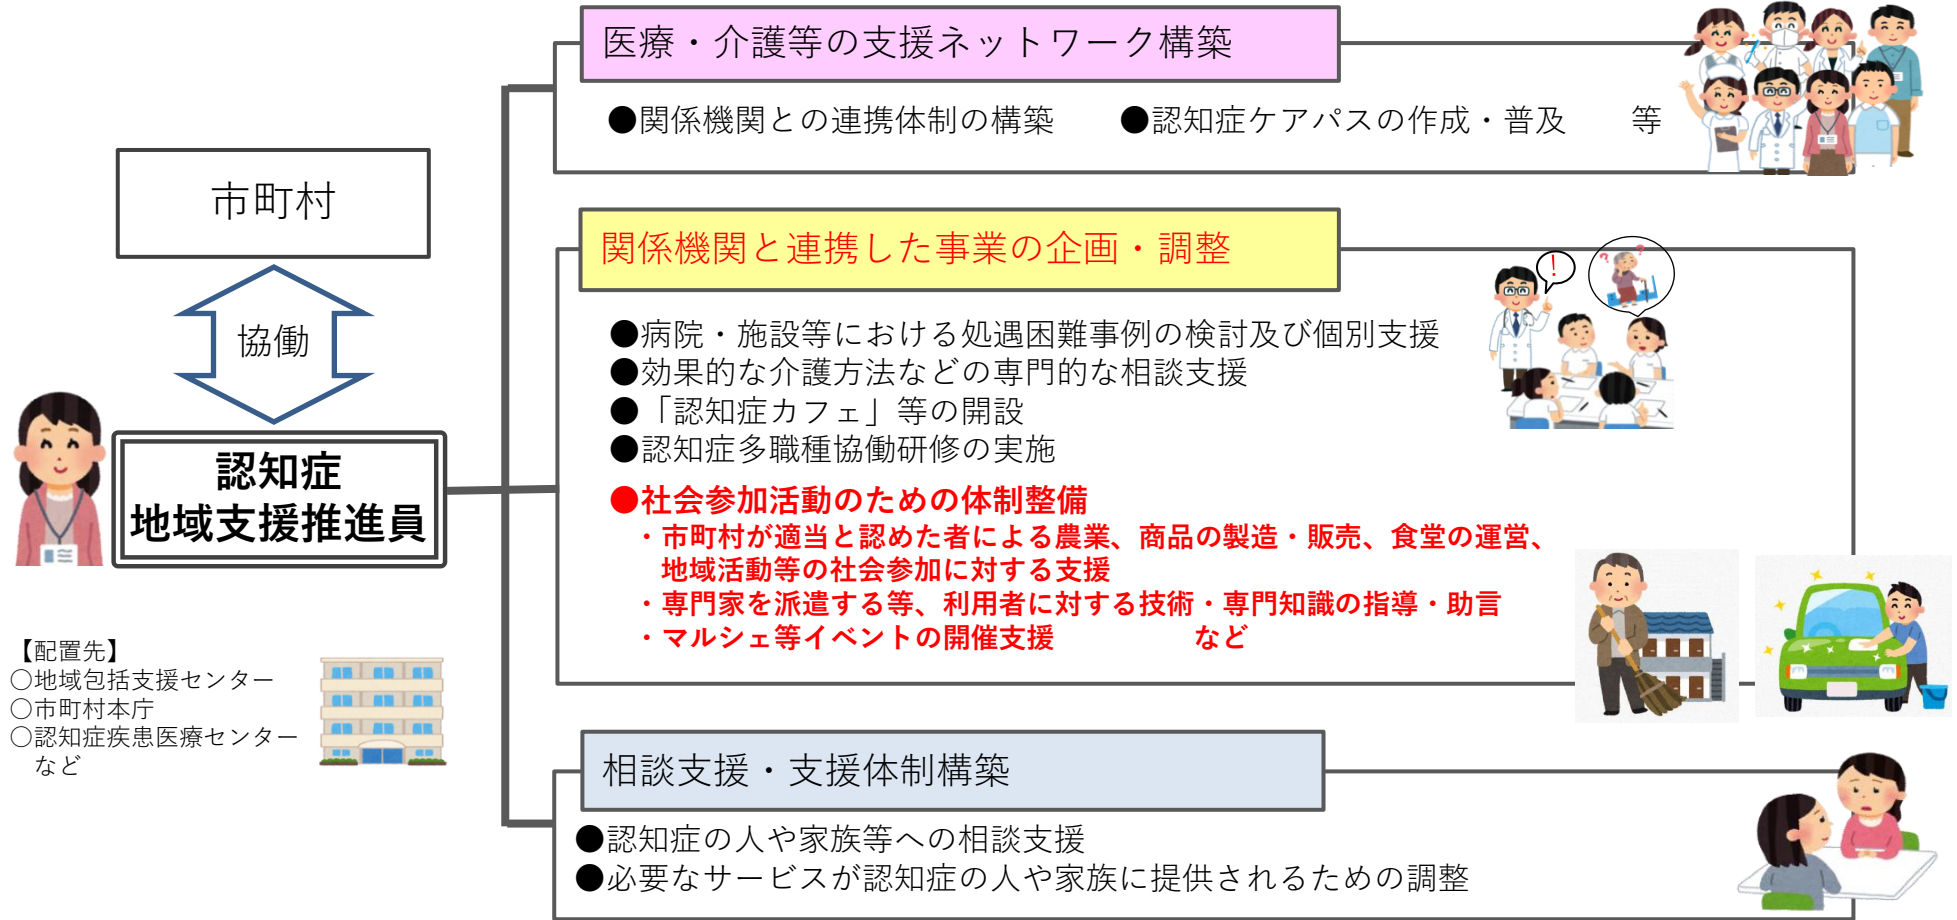 医療・介護等の支援ネットワーク構築
●関係機関との連携体制の構築　●認知症ケアパスの作成・普及　等
市町村
協働
認知症
地域支援推進員
【配置先】
○地域包括支援センター
○市町村本庁
○認知症疾患医療センター
など
関係機関と連携した事業の企画・調整
!
? ?
●病院・施設等における処遇困難事例の検討及び個別支援
●効果的な介護方法などの専門的な相談支援
●「認知症カフェ」等の開設
●認知症多職種協働研修の実施
●社会参加活動のための体制整備
・市町村が適当と認めた者による農業、商品の製造・販売、食堂の運営、
地域活動等の社会参加に対する支援
・専門家を派遣する等、利用者に対する技術・専門知識の指導・助言
・マルシェ等イベントの開催支援　など
相談支援・支援体制構築
●認知症の人や家族等への相談支援
●必要なサービスが認知症の人や家族に提供されるための調整